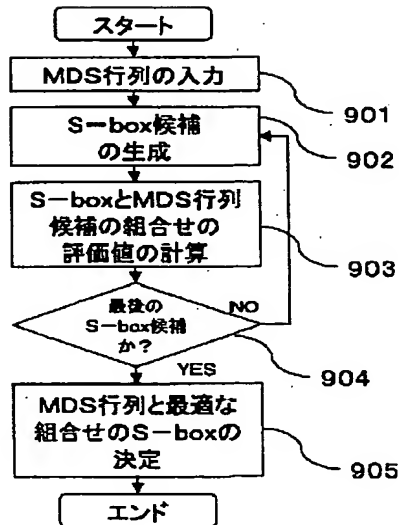 スタート
MDS行列の入力
901
S-box候補
の生成
902
S-boxとMDS行列
候補の組合せの
評価値の計算
903
最後の
S-box候補
か?
NO
904
YES
MDS行列と最適な
組合せのS-boxの
決定
905
エンド